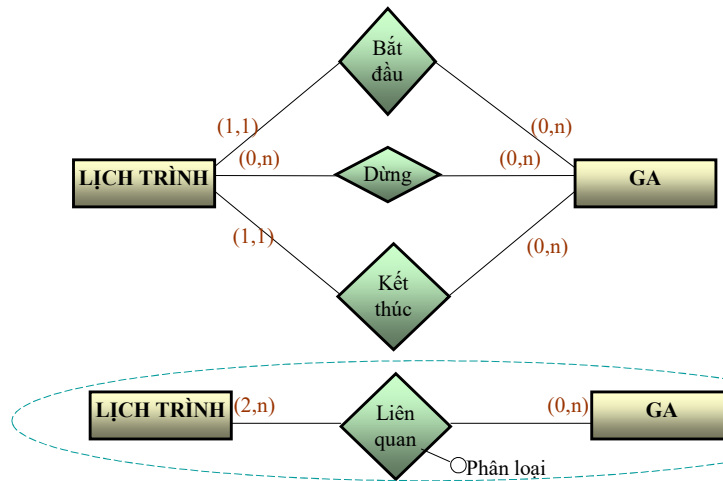 Bắt
đầu
(1,1)
(0,n)
(0,n)
(0,n)
LỊCH TRÌNH
Dừng
GA
(1,1)
(0,n)
Kết
thúc
LỊCH TRÌNH
(2,n)
Liên
quan
(0,n)
GA
Phân loại